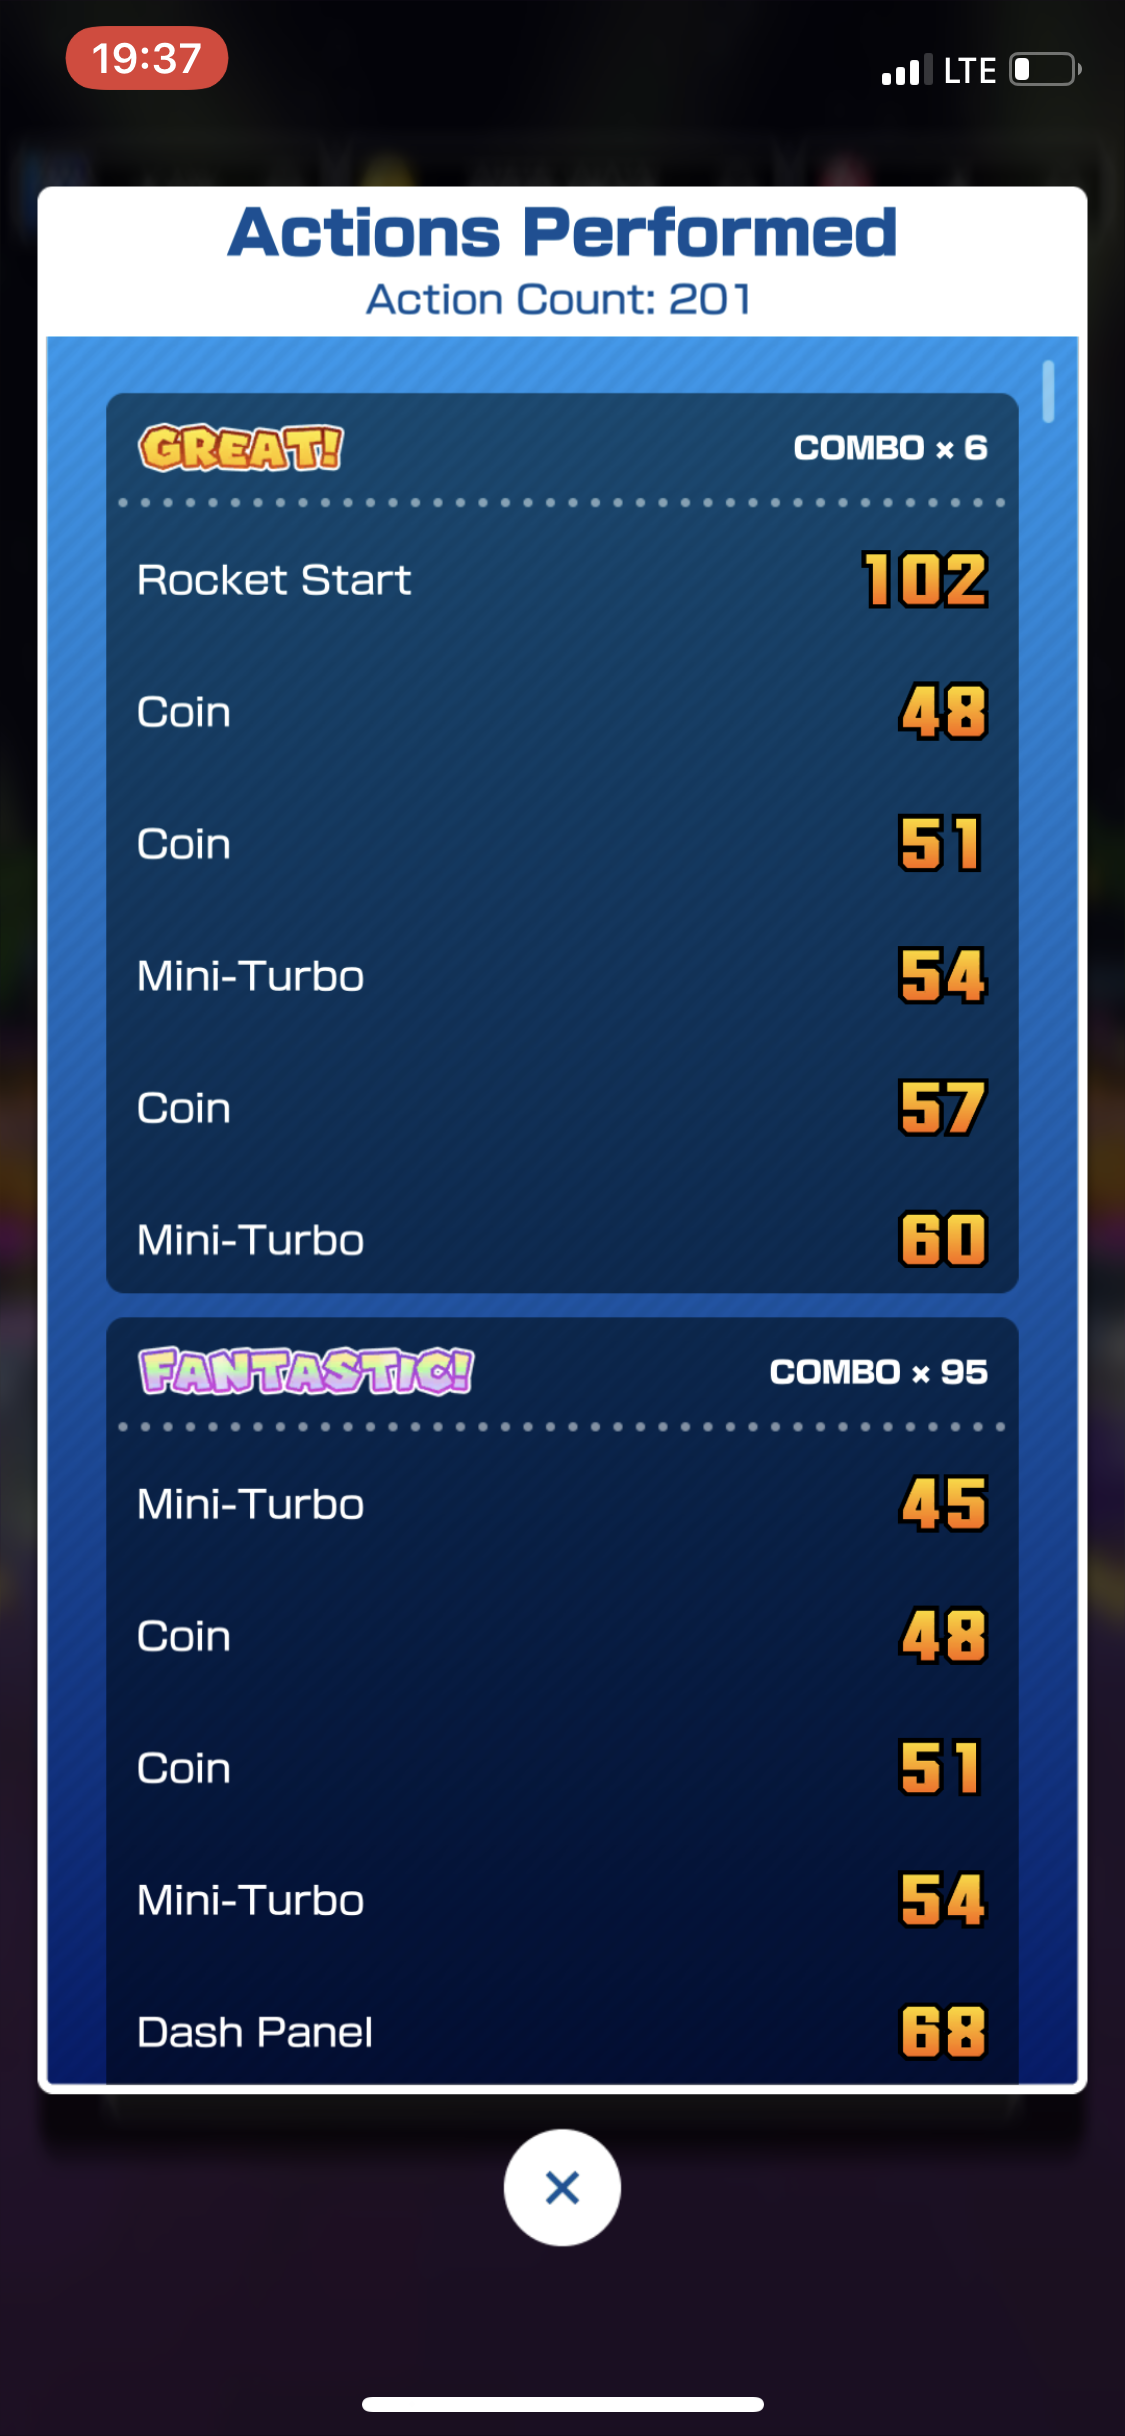 19:37
LTE
Actions Performed
Action Count: 201
GREAT!
COMBO × 6
Rocket Start 102
Coin 48
Coin 51
Mini-Turbo 54
Coin 57
Mini-Turbo 60
FANTASTIC!
COMBO × 95
Mini-Turbo 45
Coin 48
Coin 51
Mini-Turbo 54
Dash Panel 68